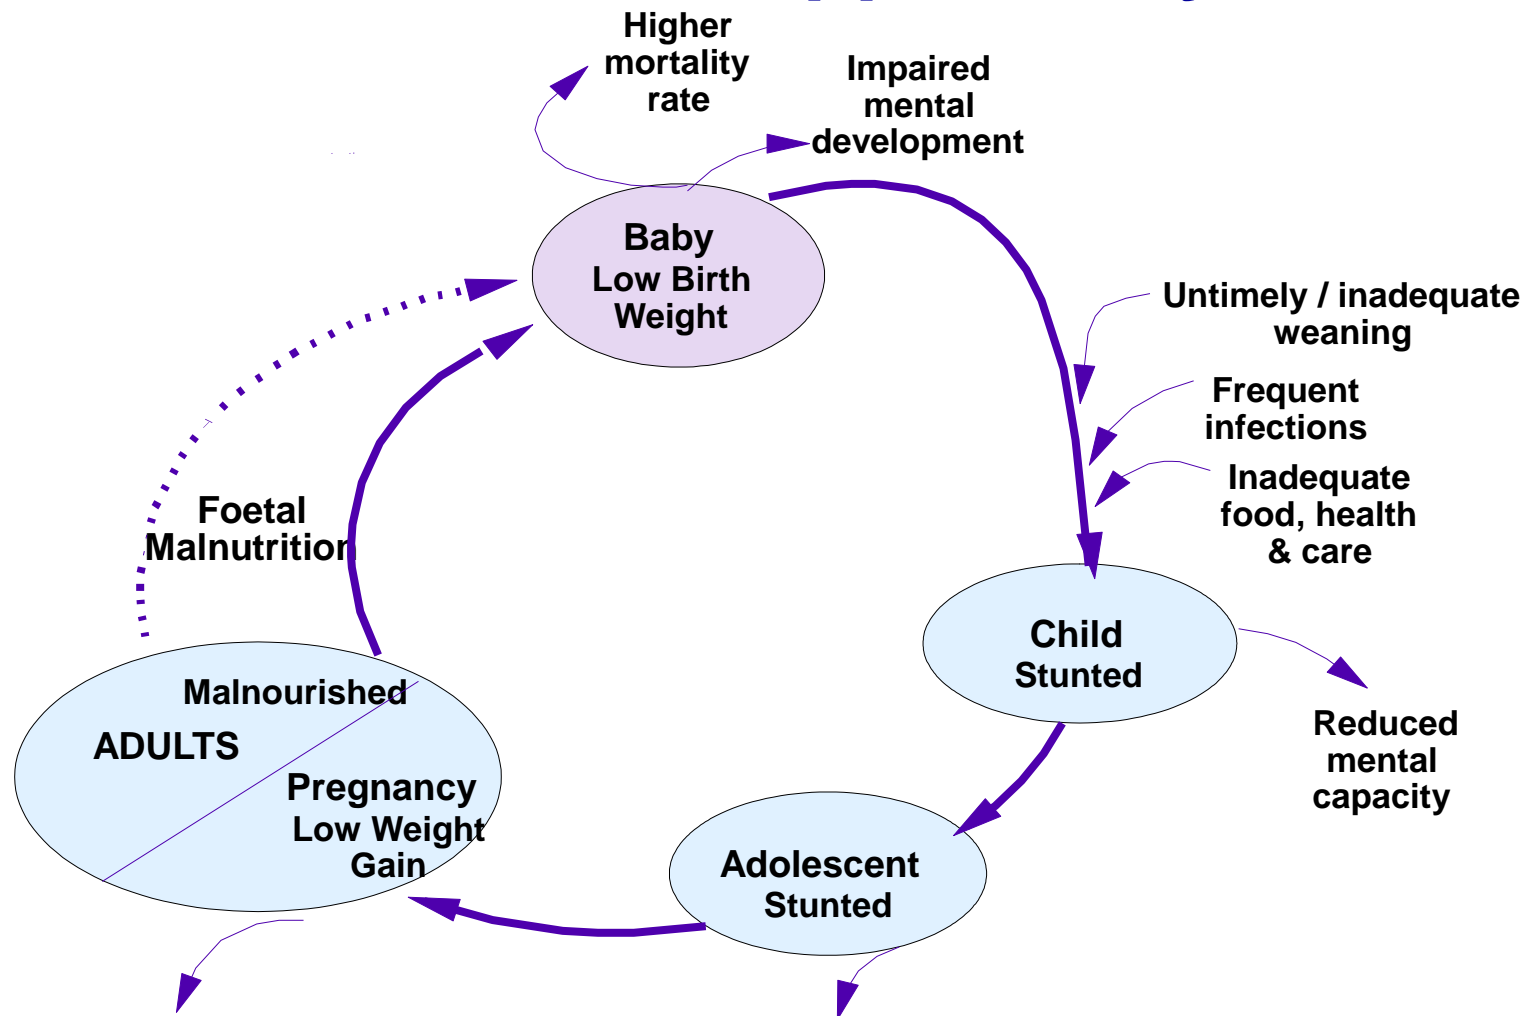 Higher
mortality
rate
Impaired
mental
development
Baby
Low Birth
Weight
Untimely / inadequate
weaning
Frequent
infections
Inadequate
food, health
& care
Foetal
Malnutrition
Child
Stunted
Reduced
mental
capacity
Malnourished
ADULTS
Pregnancy
Low Weight
Gain
Adolescent
Stunted